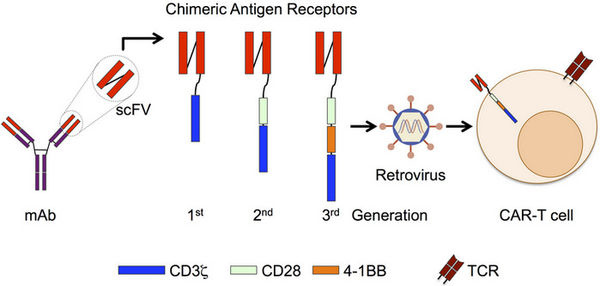 Chimeric Antigen Receptors
scFV
Retrovirus
mAb
1st 2nd 3rd Generation
CAR-T cell
CD3ζ CD28 4-1BB TCR